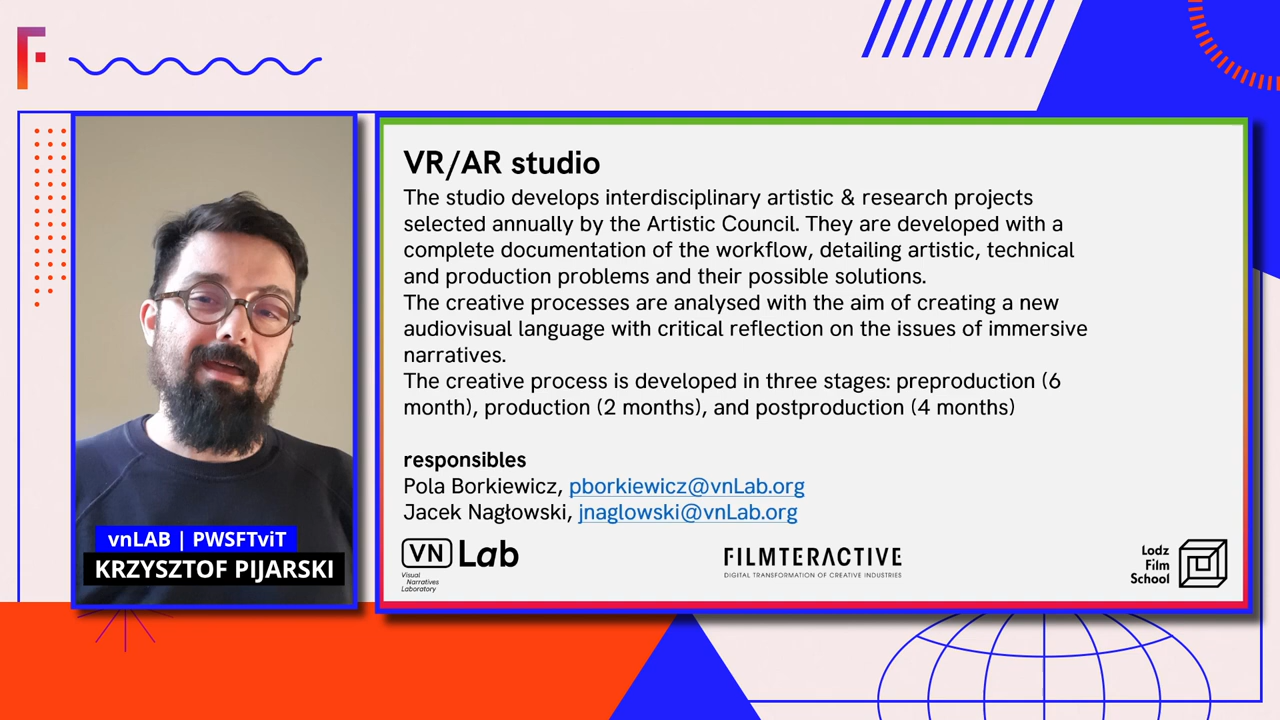 VR/AR studio
The studio develops interdisciplinary artistic & research projects
selected annually by the Artistic Council. They are developed with a
complete documentation of the workflow, detailing artistic, technical
and production problems and their possible solutions.
The creative processes are analysed with the aim of creating a new
audiovisual language with critical reflection on the issues of immersive
narratives.
The creative process is developed in three stages: preproduction (6
month), production (2 months), and postproduction (4 months)
responsibles
Pola Borkiewicz, pborkiewicz@vnLab.org
Jacek Nagłowski, jnaglowski@vnLab.org
VN Lab
Visual
Narratives
Laboratory
FILMTERACTIVE
DIGITAL TRANSFORMATION OF CREATIVE INDUSTRIES
Lodz
Film
School
vnLAB | PWSFTviT
KRZYSZTOF PIJARSKI